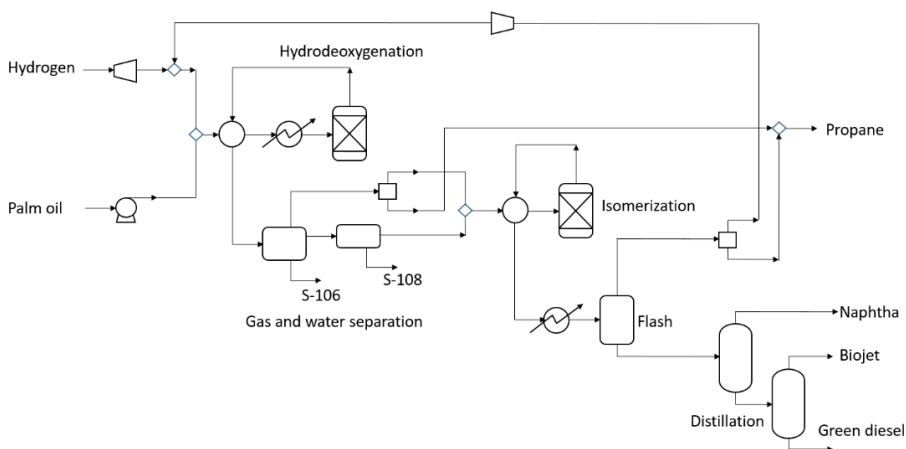 Hydrodeoxygenation
Hydrogen
Propane
Palm oil
Isomerization
S-106
S-108
Gas and water separation
Flash
Naphtha
Biojet
Distillation
Green diesel